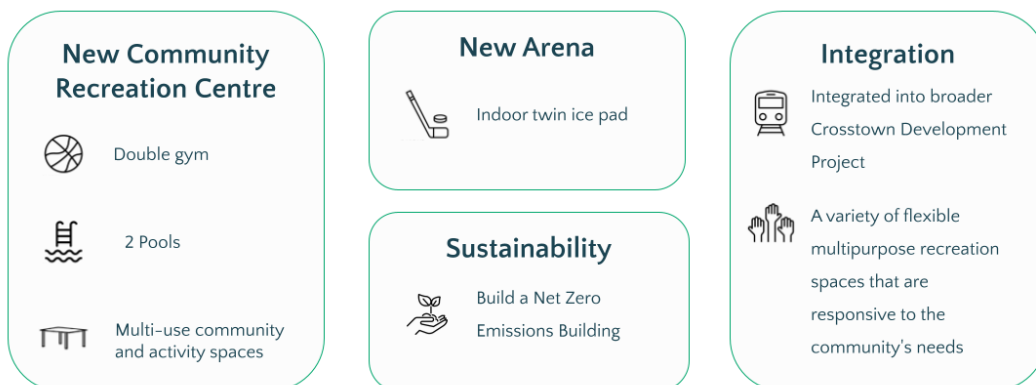 New Community
Recreation Centre
Double gym
2 Pools
Multi-use community
and activity spaces
New Arena
Indoor twin ice pad
Sustainability
Build a Net Zero
Emissions Building
Integration
Integrated into broader
Crosstown Development
Project
A variety of flexible
multipurpose recreation
spaces that are
responsive to the
community's needs